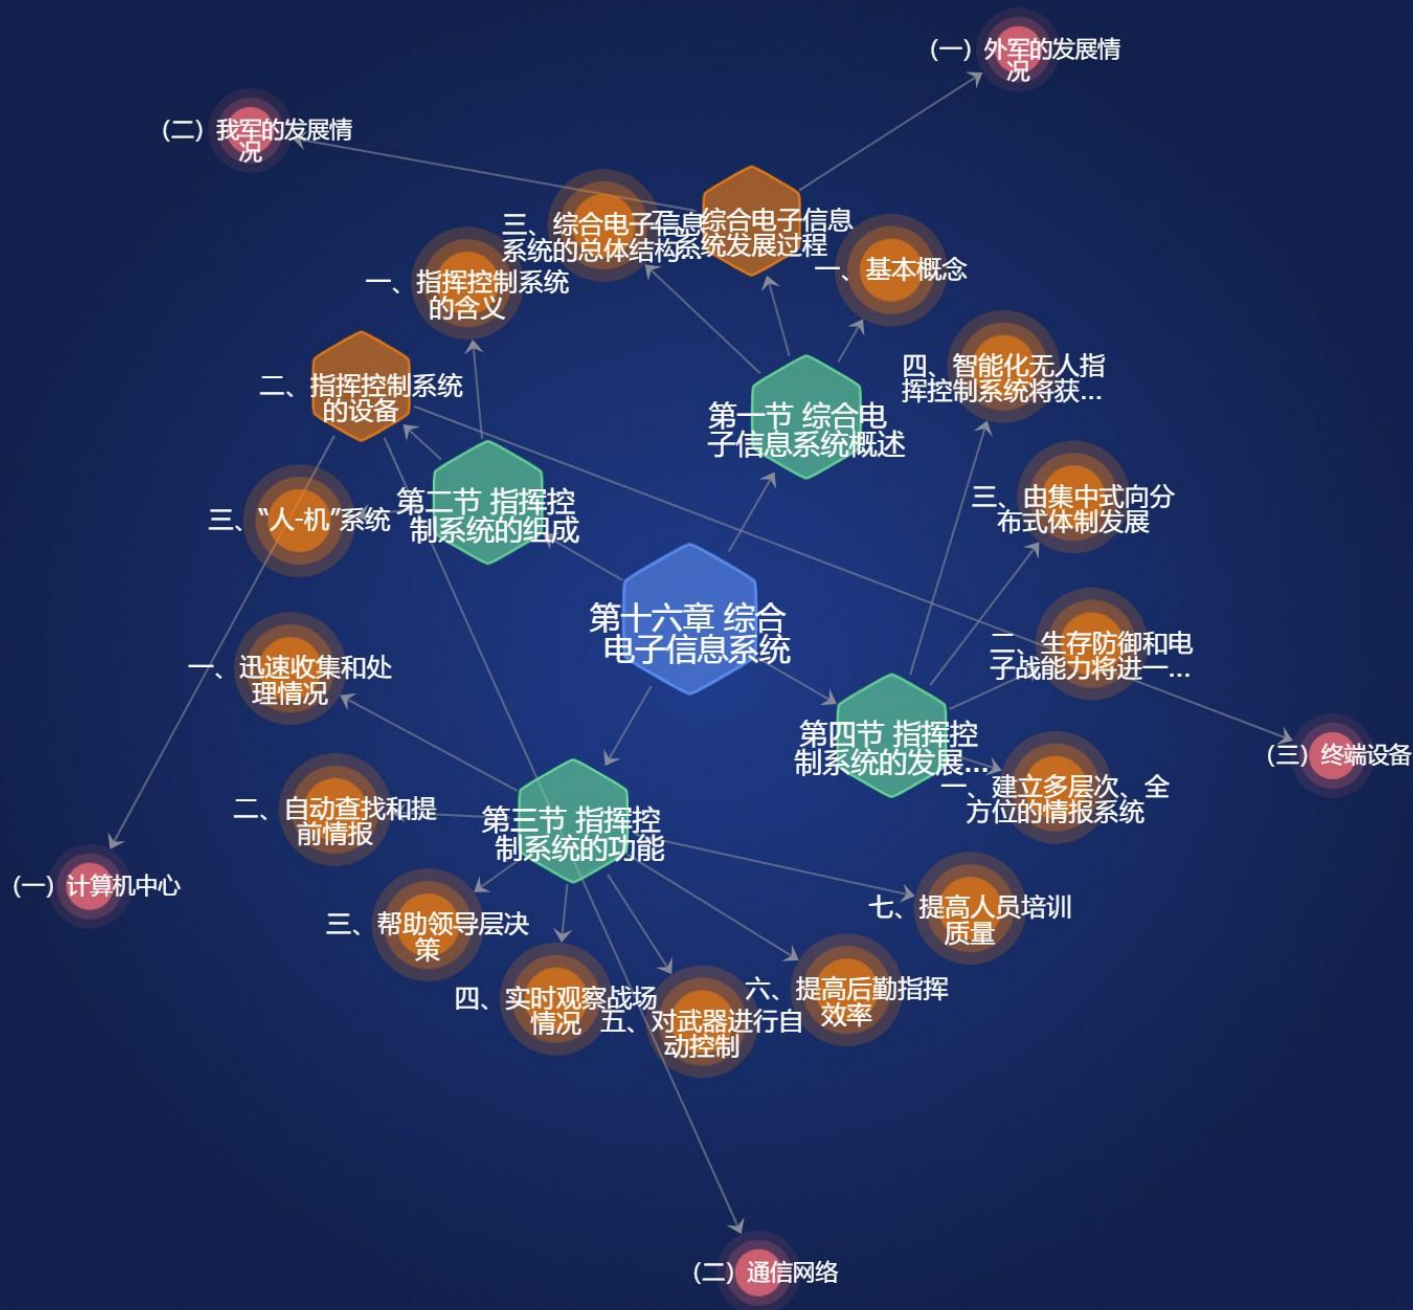 （一）外军的发展情
况
（二）我军的发展情
况
三、综合电子信息
系统的总体结构...
综合电子信息
系统发展过程
一、基本概念
一、指挥控制系统
的含义
四、智能化无人指
挥控制系统将获...
二、指挥控制系统
的设备
第一节 综合电
子信息系统概述
三、“人-机”系统
第二节 指挥控
制系统的组成
三、由集中式向分
布式体制发展
第十六章 综合
电子信息系统
二、生存防御和电
子战能力将进一...
一、迅速收集和处
理情况
第四节 指挥控
制系统的发展...
（三）终端设备
一、建立多层次、全
方位的情报系统
二、自动查找和提
前情报
第三节 指挥控
制系统的功能
（一）计算机中心
三、帮助领导层决
策
七、提高人员培训
质量
四、实时观察战场
情况
五、对武器进行自
动控制
六、提高后勤指挥
效率
（二）通信网络